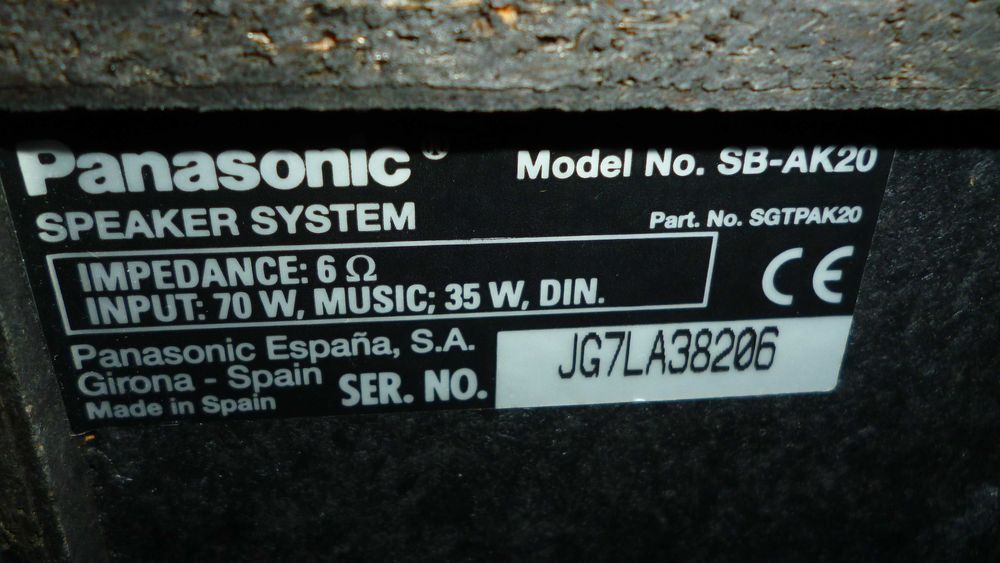 Panasonic®
Model No. SB-AK20
SPEAKER SYSTEM
Part. No. SGTPAK20
IMPEDANCE: 6 Ω
INPUT: 70 W, MUSIC; 35 W, DIN.
CE
Panasonic España, S.A.
Girona - Spain
Made in Spain
SER. NO.
JG7LA38206